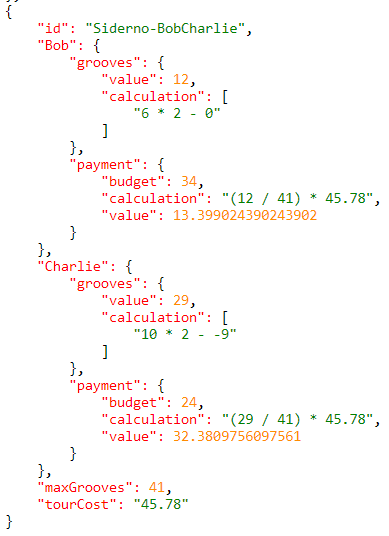 {
"id": "Siderno-BobCharlie",
"Bob": {
"grooves": {
"value": 12,
"calculation": [
"6 * 2 - 0"
]
},
"payment": {
"budget": 34,
"calculation": "(12 / 41) * 45.78",
"value": 13.399024390243902
}
},
"Charlie": {
"grooves": {
"value": 29,
"calculation": [
"10 * 2 - -9"
]
},
"payment": {
"budget": 24,
"calculation": "(29 / 41) * 45.78",
"value": 32.3809756097561
}
},
"maxGrooves": 41,
"tourCost": "45.78"
}